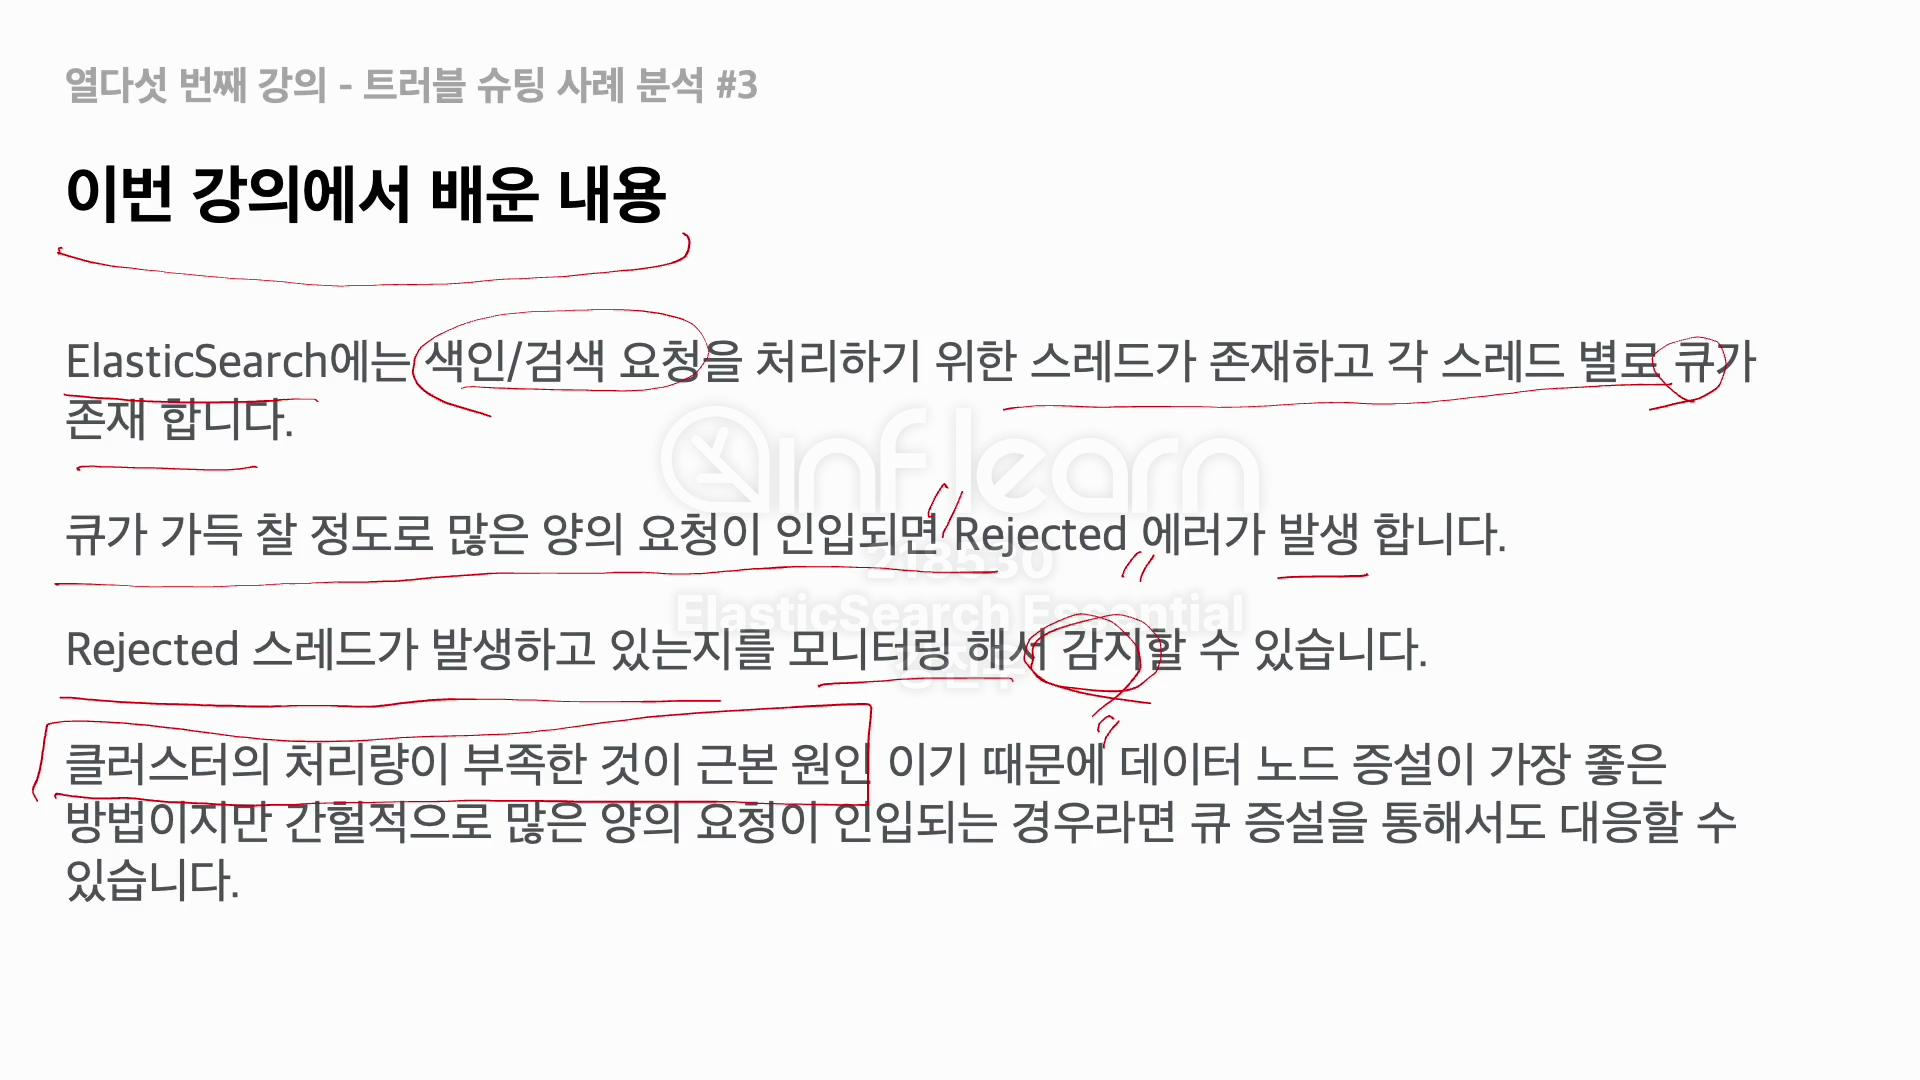 열다섯 번째 강의 - 트러블 슈팅 사례 분석 #3
이번 강의에서 배운 내용
ElasticSearch에는 색인/검색 요청을 처리하기 위한 스레드가 존재하고 각 스레드 별로 큐가
존재 합니다.
inflearn
큐가 가득 찰 정도로 많은 양의 요청이 인입되면 Rejected 에러가 발생 합니다.
218530
ElasticSearch Essential
Rejected 스레드가 발생하고 있는지를 모니터링 해서 감지할 수 있습니다.
강진우
클러스터의 처리량이 부족한 것이 근본 원인 이기 때문에 데이터 노드 증설이 가장 좋은
방법이지만 간헐적으로 많은 양의 요청이 인입되는 경우라면 큐 증설을 통해서도 대응할 수
있습니다.